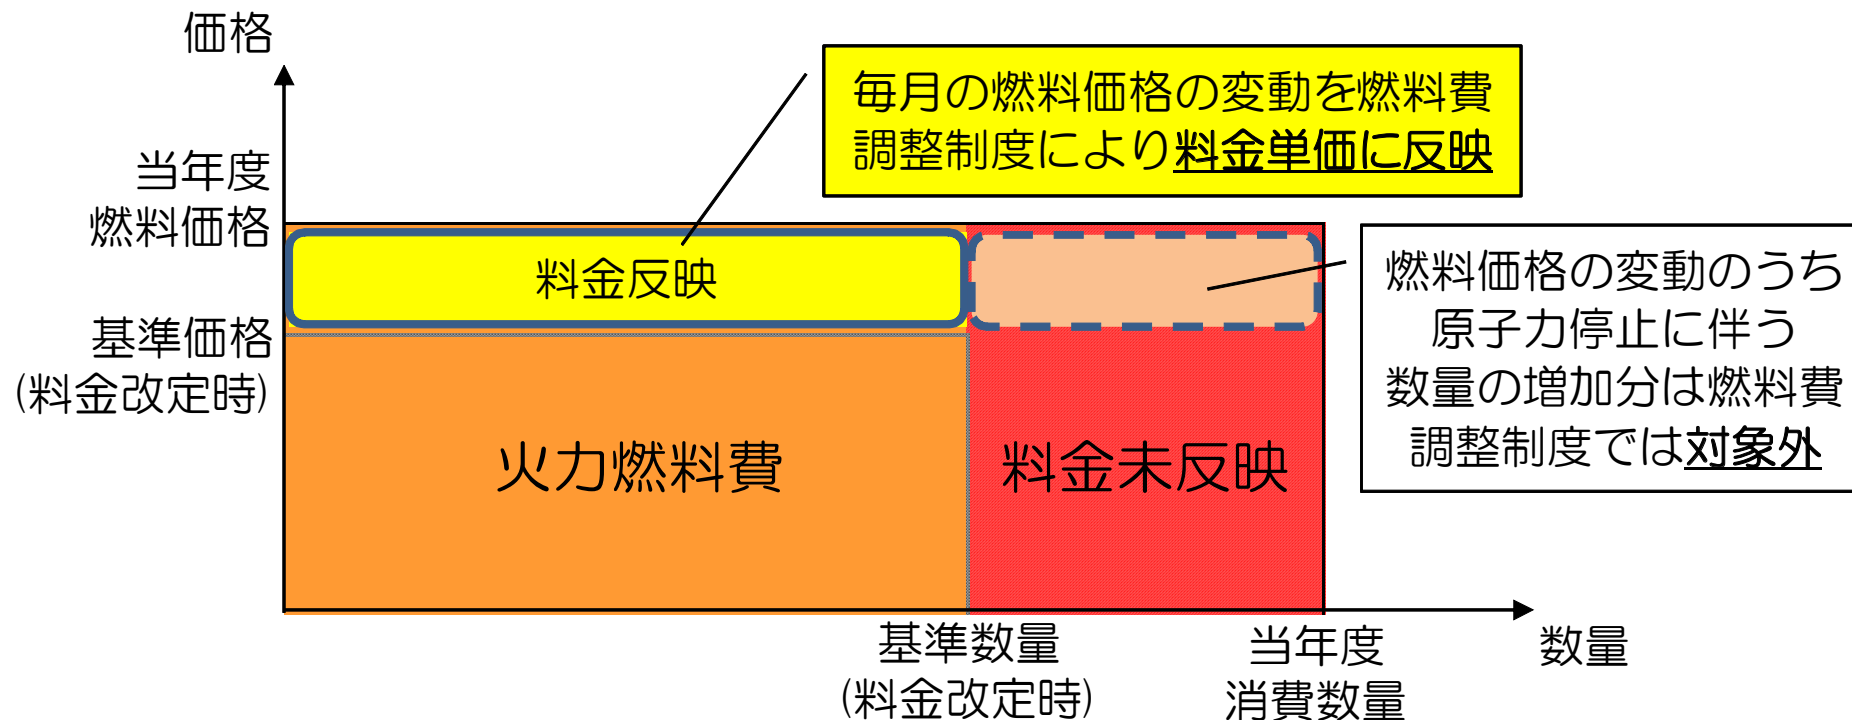 価格
毎月の燃料価格の変動を燃料費
調整制度により料金単価に反映
当年度
燃料価格
料金反映
燃料価格の変動のうち
原子力停止に伴う
数量の増加分は燃料費
調整制度では対象外
基準価格
(料金改定時)
火力燃料費
料金未反映
基準数量
(料金改定時)
当年度
消費数量
数量